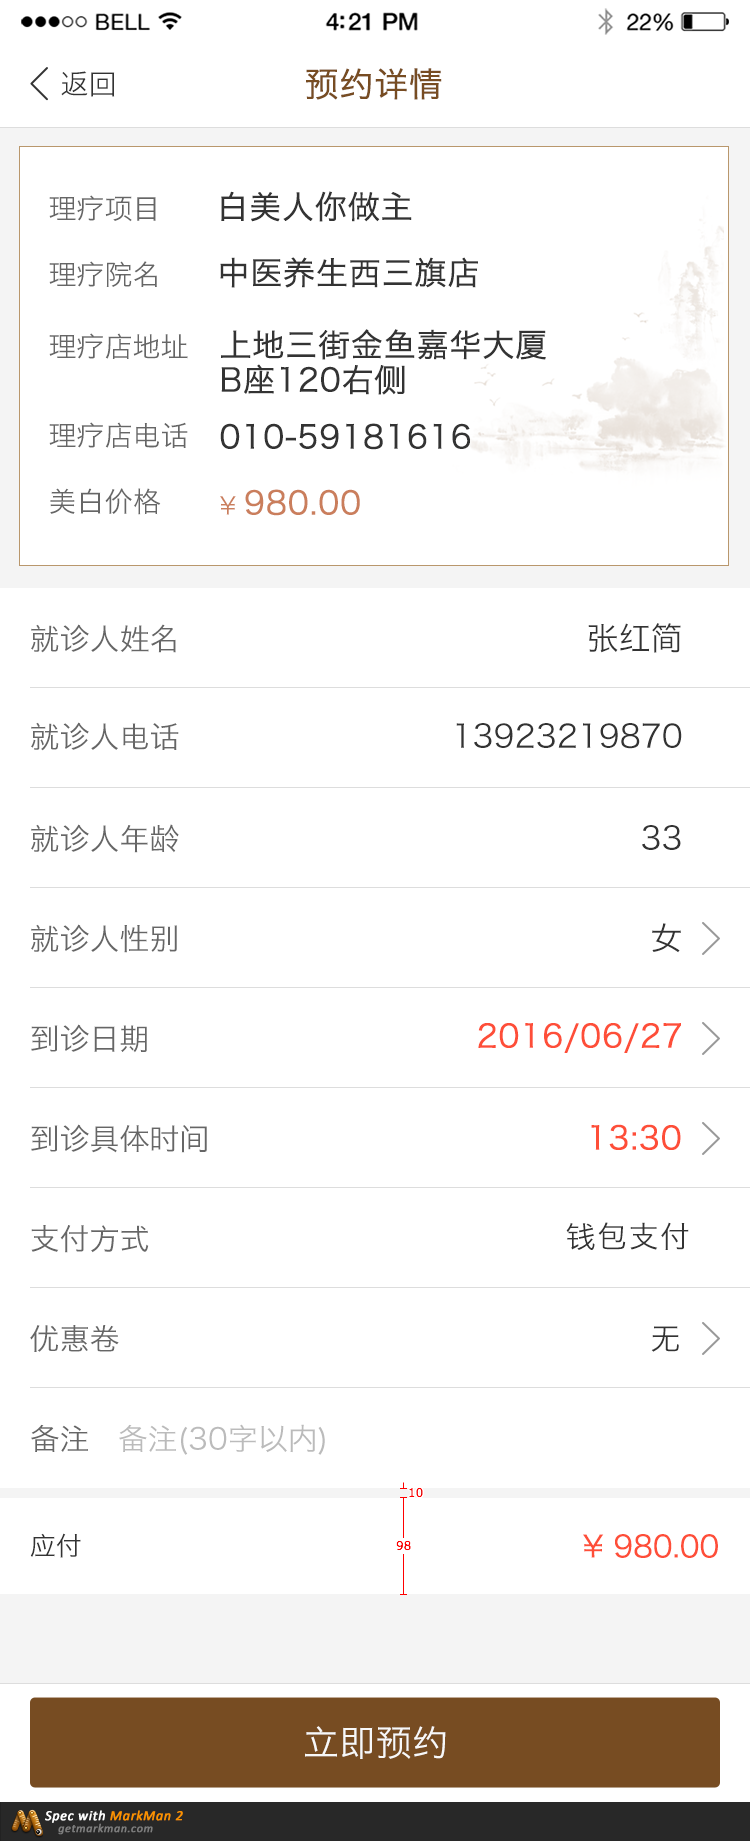 BELL 4:21 PM 22%
返回 预约详情
理疗项目 白美人你做主
理疗院名 中医养生西三旗店
理疗店地址 上地三街金鱼嘉华大厦
B座120右侧
理疗店电话 010-59181616
美白价格 ¥ 980.00
就诊人姓名 张红简
就诊人电话 13923219870
就诊人年龄 33
就诊人性别 女
到诊日期 2016/06/27
到诊具体时间 13:30
支付方式 钱包支付
优惠卷 无
备注 备注(30字以内)
10
应付 98 ¥ 980.00
立即预约
Spec with MarkMan 2
getmarkman.com